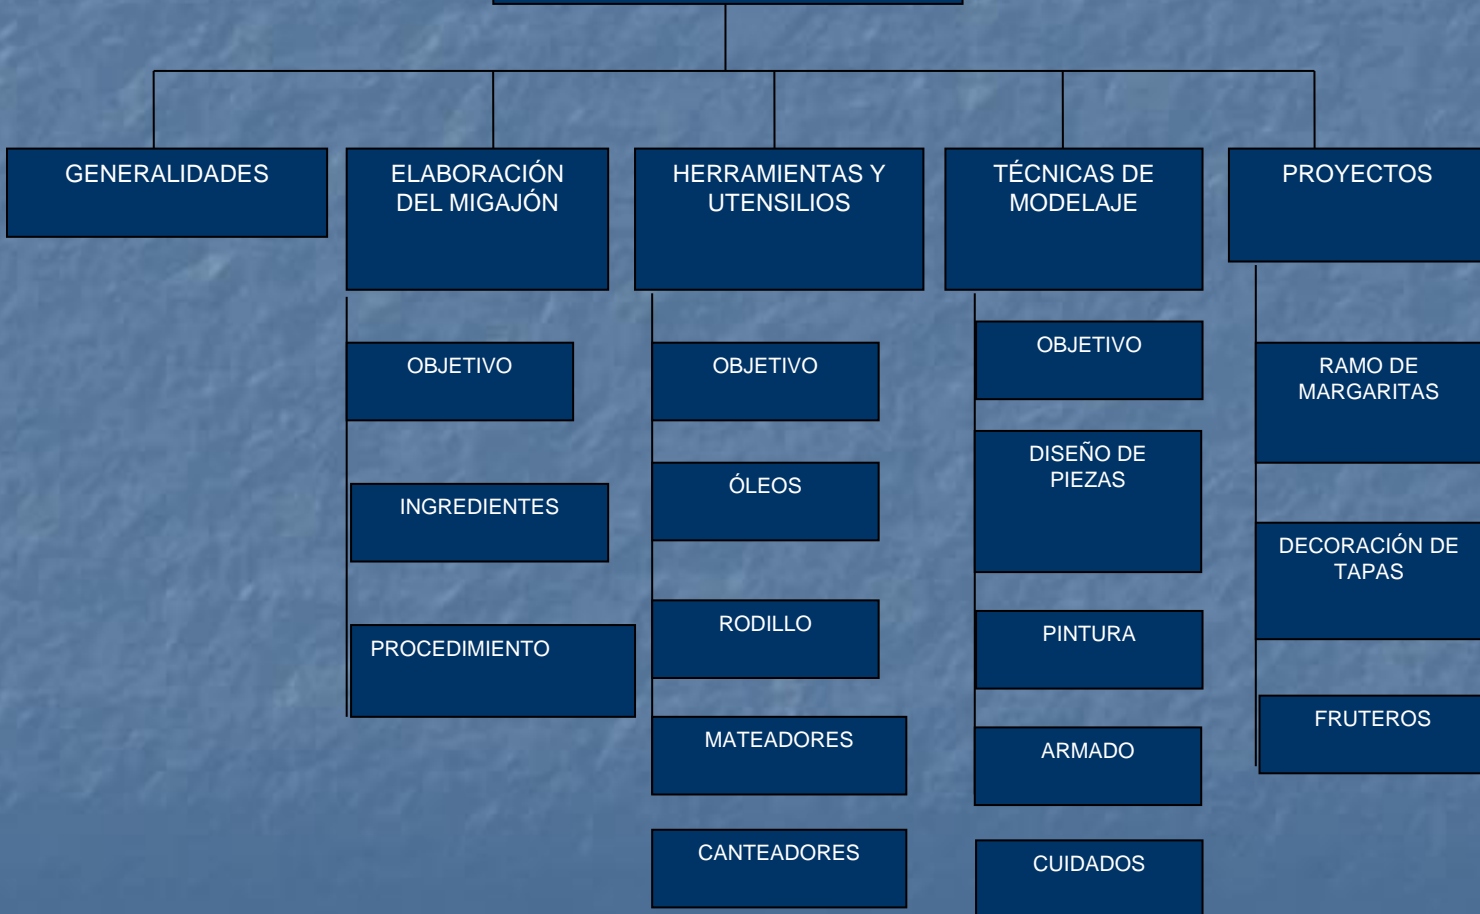 GENERALIDADES
ELABORACIÓN
DEL MIGAJÓN
HERRAMIENTAS Y
UTENSILIOS
TÉCNICAS DE
MODELAJE
PROYECTOS
OBJETIVO
INGREDIENTES
PROCEDIMIENTO
OBJETIVO
ÓLEOS
RODILLO
MATEADORES
CANTEADORES
OBJETIVO
DISEÑO DE
PIEZAS
PINTURA
ARMADO
CUIDADOS
RAMO DE
MARGARITAS
DECORACIÓN DE
TAPAS
FRUTEROS